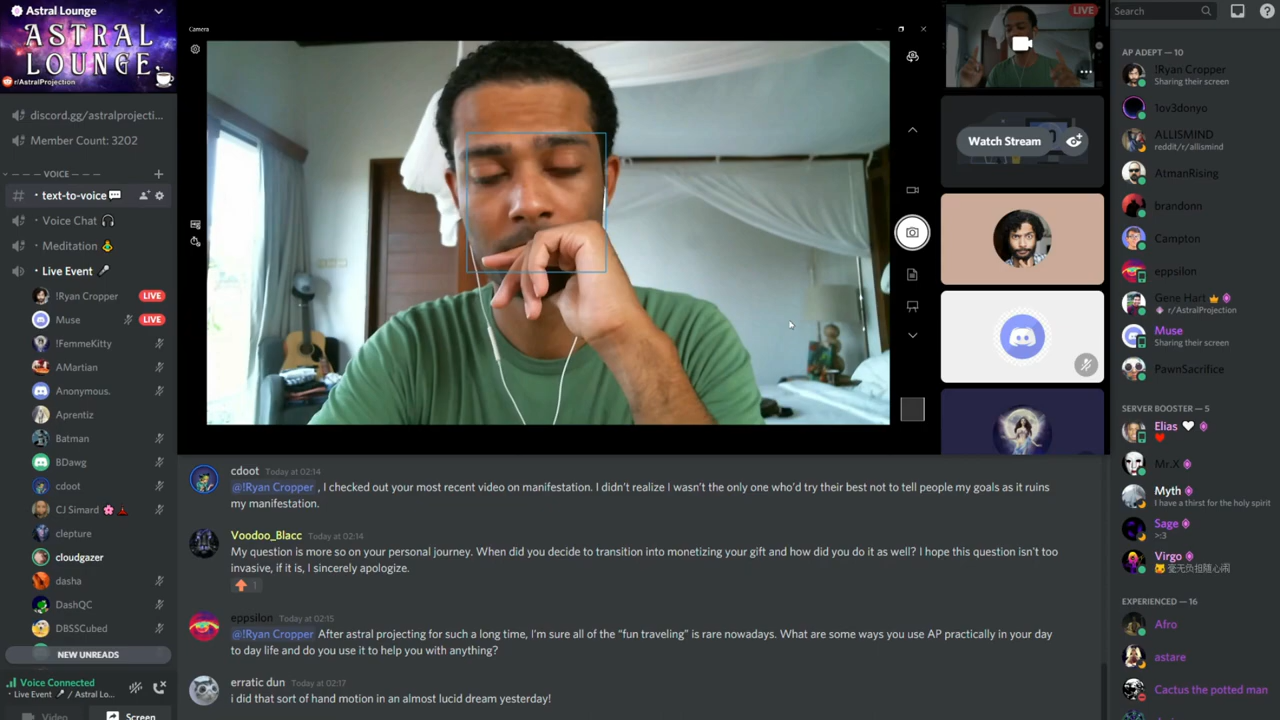 Astral Lounge
ASTRAL
LOUNGE.
r/AstralProjection
discord.gg/astralprojecti...
Member Count: 3202
VOICE
text-to-voice
Voice Chat
Meditation
Live Event
!Ryan Cropper LIVE
Muse LIVE
!FemmeKitty
AMartian
Anonymous.
Aprentiz
Batman
BDawg
cdoot
CJ Simard
clepture
cloudgazer
dasha
DashQC
DBSSCubed
NEW UNREADS
Voice Connected
Live Event / Astral Lo...
Video Screen
Camera
LIVE
Watch Stream
cdoot Today at 02:14
@!Ryan Cropper , I checked out your most recent video on manifestation. I didn't realize I wasn't the only one who'd try their best not to tell people my goals as it ruins
my manifestation.
Voodoo_Blacc Today at 02:14
My question is more so on your personal journey. When did you decide to transition into monetizing your gift and how did you do it as well? I hope this question isn't too
invasive, if it is, I sincerely apologize.
1
eppsilon Today at 02:15
@!Ryan Cropper After astral projecting for such a long time, I'm sure all of the "fun traveling" is rare nowadays. What are some ways you use AP practically in your day
to day life and do you use it to help you with anything?
erratic dun Today at 02:17
i did that sort of hand motion in an almost lucid dream yesterday!
Search
AP ADEPT — 10
!Ryan Cropper
Sharing their screen
1ov3donyo
ALLISMIND
reddit/r/allismind
AtmanRising
brandonn
Campton
eppsilon
Gene Hart
r/AstralProjection
Muse
Sharing their screen
PawnSacrifice
SERVER BOOSTER — 5
Elias
Mr.X
Myth
I have a thirst for the holy spirit
Sage
>:3
Virgo
毫无负担随心闹
EXPERIENCED — 16
Afro
astare
Cactus the potted man